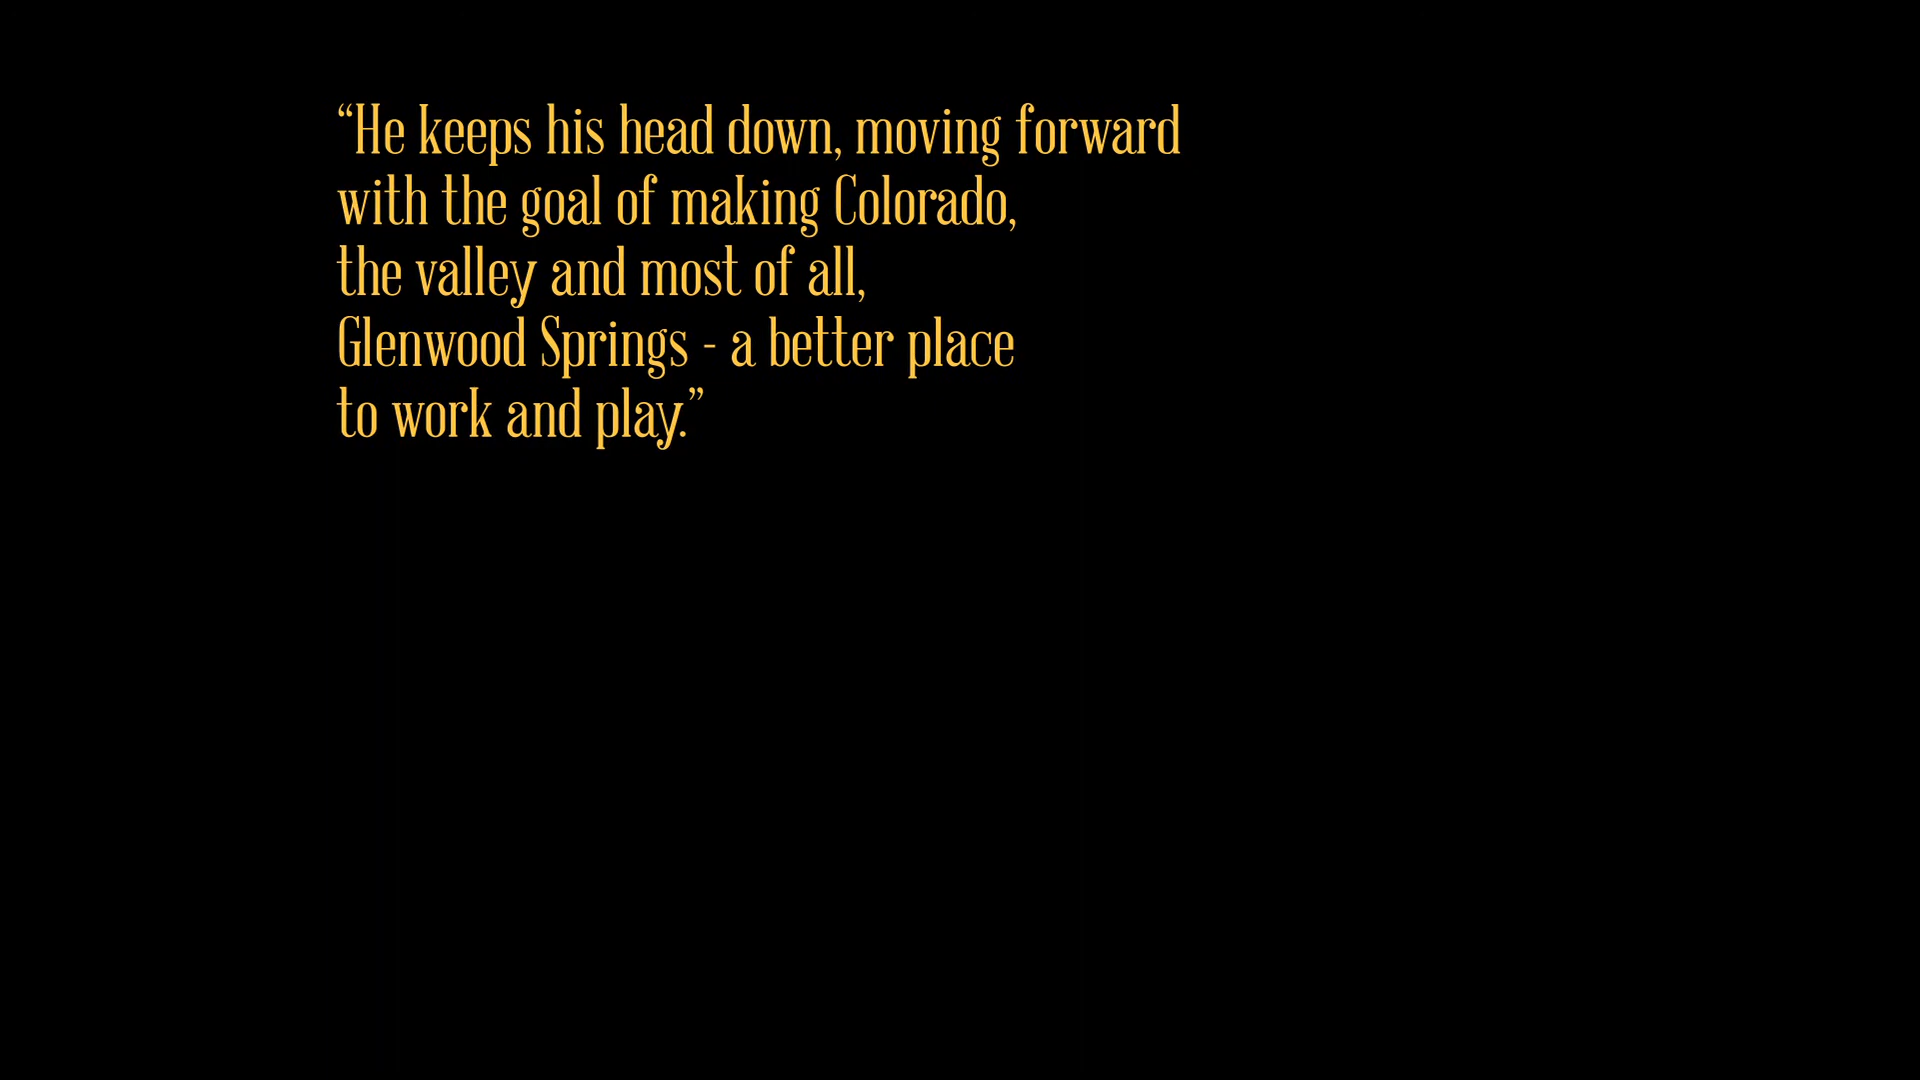 “He keeps his head down, moving forward
with the goal of making Colorado,
the valley and most of all,
Glenwood Springs - a better place
to work and play.”